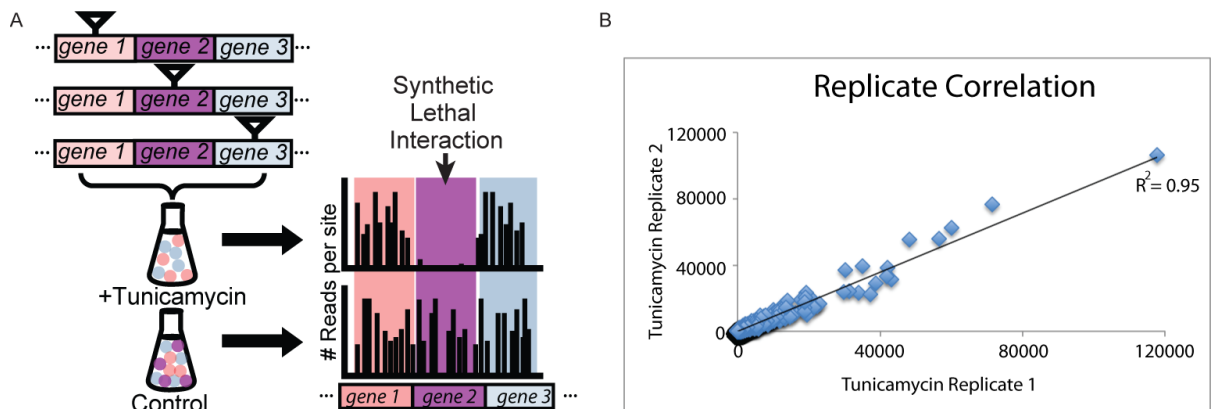 A
... gene 1 gene 2 gene 3 ...
... gene 1 gene 2 gene 3 ...
... gene 1 gene 2 gene 3 ...
+Tunicamycin
Control
Synthetic
Lethal
Interaction
# Reads per site
... gene 1 gene 2 gene 3 ...
B
Replicate Correlation
Tunicamycin Replicate 2
120000
80000
40000
0
R²= 0.95
0 40000 80000 120000
Tunicamycin Replicate 1